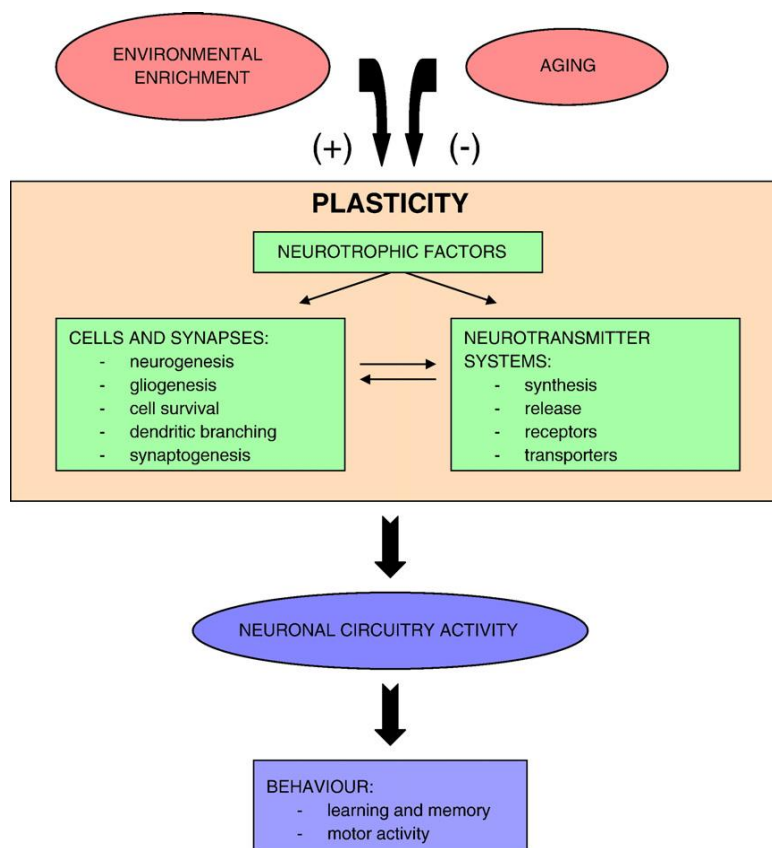 ENVIRONMENTAL
ENRICHMENT
AGING
(+)
(-)
PLASTICITY
NEUROTROPHIC FACTORS
CELLS AND SYNAPSES:
- neurogenesis
- gliogenesis
- cell survival
- dendritic branching
- synaptogenesis
NEUROTRANSMITTER
SYSTEMS:
- synthesis
- release
- receptors
- transporters
NEURONAL CIRCUITRY ACTIVITY
BEHAVIOUR:
- learning and memory
- motor activity